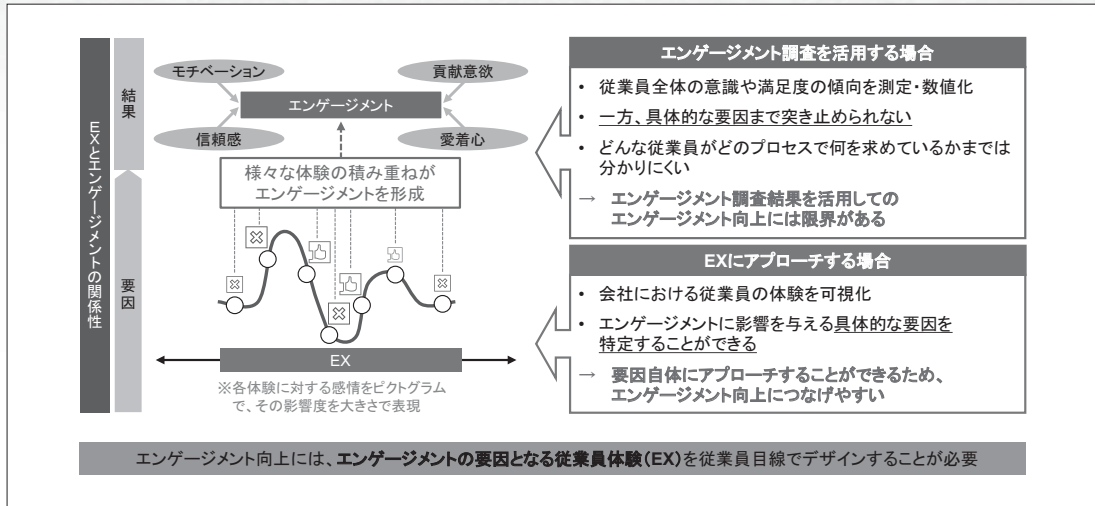 EXとエンゲージメントの関係性
結果
要因
モチベーション
貢献意欲
エンゲージメント
信頼感
愛着心
様々な体験の積み重ねが
エンゲージメントを形成
EX
※各体験に対する感情をピクトグラム
で、その影響度を大きさで表現
エンゲージメント調査を活用する場合
• 従業員全体の意識や満足度の傾向を測定・数値化
• 一方、具体的な要因まで突き止められない
• どんな従業員がどのプロセスで何を求めているかまでは
分かりにくい
→ エンゲージメント調査結果を活用しての
エンゲージメント向上には限界がある
EXにアプローチする場合
• 会社における従業員の体験を可視化
• エンゲージメントに影響を与える具体的な要因を
特定することができる
→ 要因自体にアプローチすることができるため、
エンゲージメント向上につなげやすい
エンゲージメント向上には、エンゲージメントの要因となる従業員体験(EX)を従業員目線でデザインすることが必要